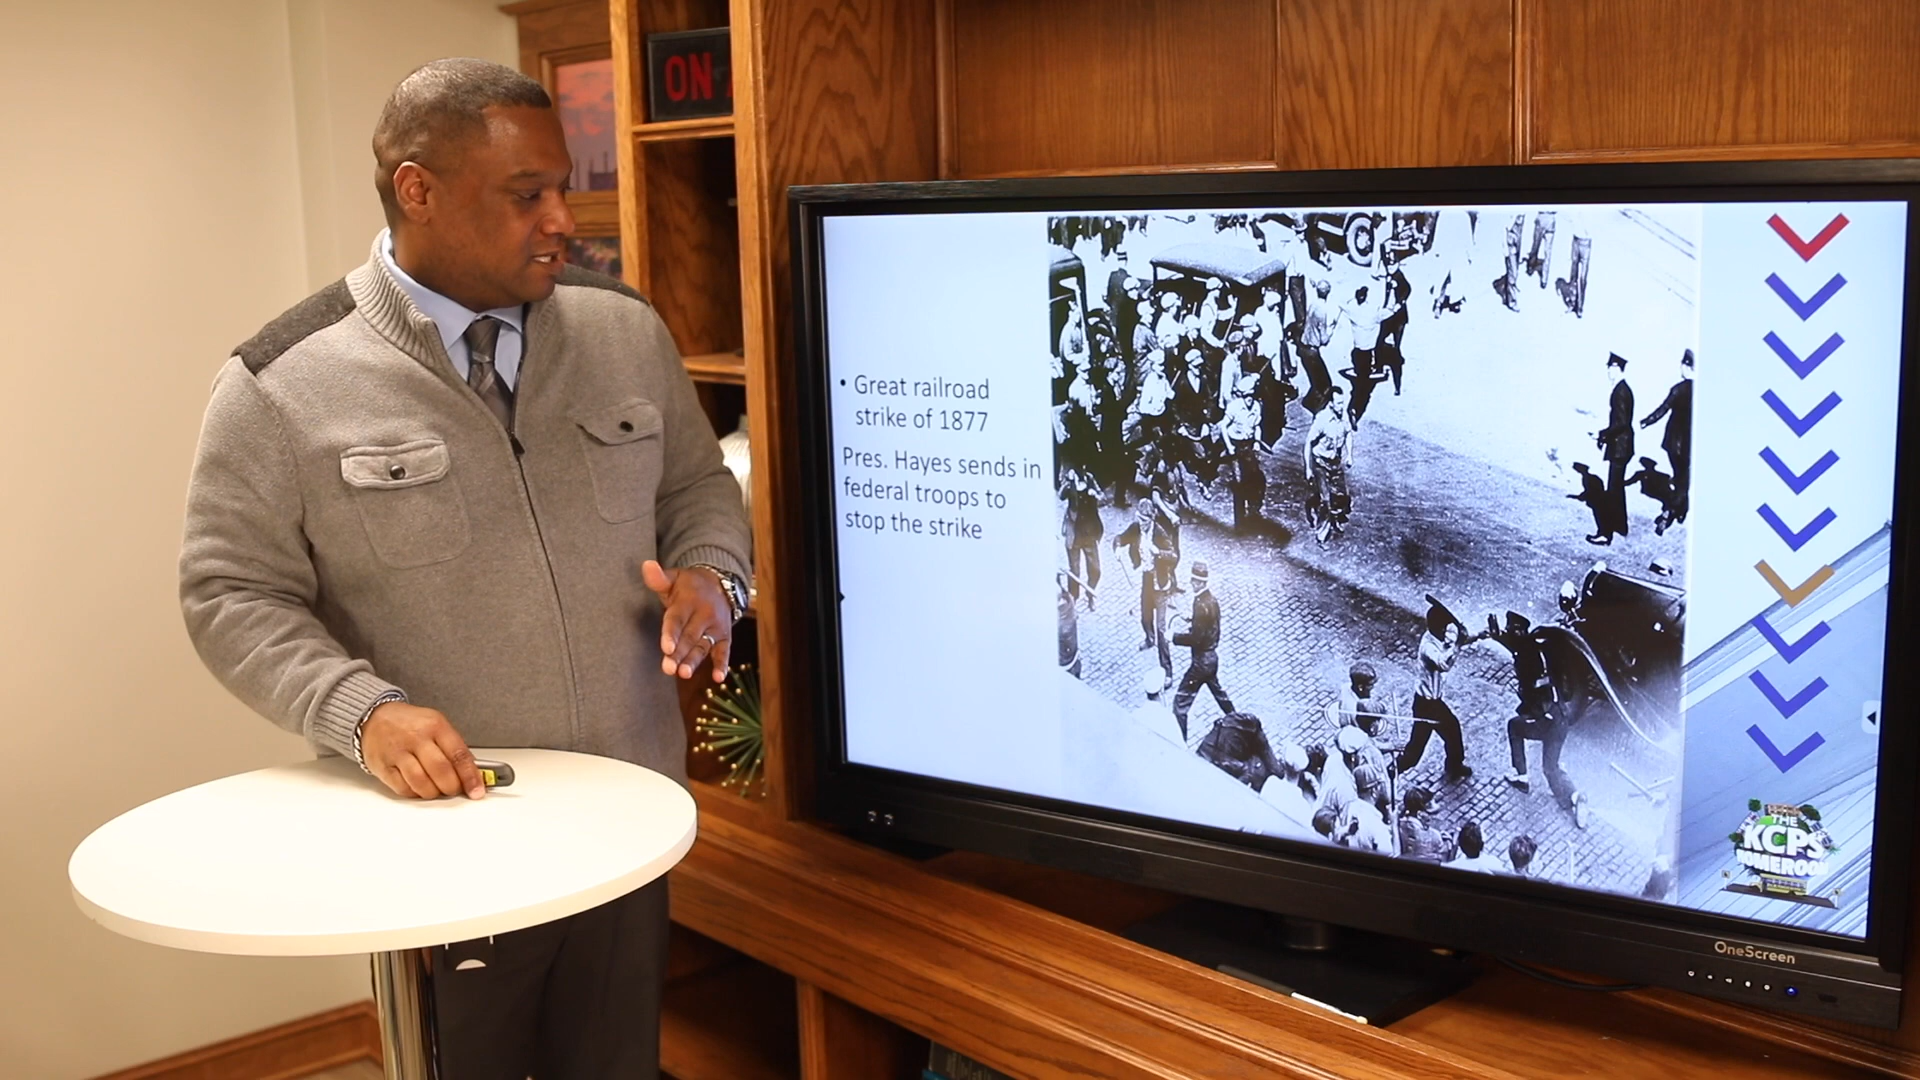 ON
• Great railroad
strike of 1877
Pres. Hayes sends in
federal troops to
stop the strike
THE
KCPS
HOMEROOM
OneScreen